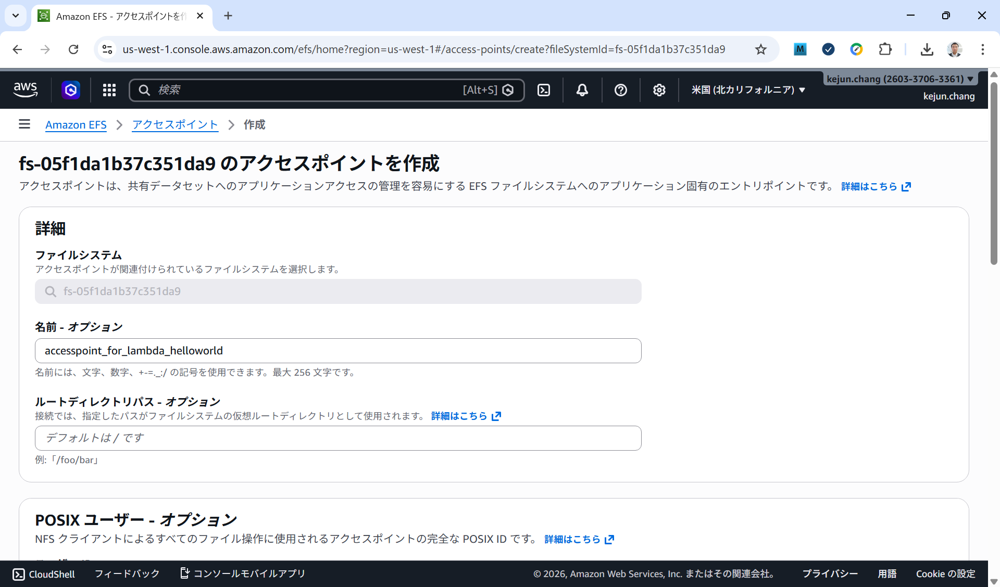 Amazon EFS - アクセスポイントを作
us-west-1.console.aws.amazon.com/efs/home?region=us-west-1#/access-points/create?fileSystemId=fs-05f1da1b37c351da9
M
aws
検索
[Alt+S]
米国 (北カリフォルニア) ▼
kejun.chang (2603-3706-3361) ▼
kejun.chang
Amazon EFS
アクセスポイント
作成
fs-05f1da1b37c351da9 のアクセスポイントを作成
アクセスポイントは、共有データセットへのアプリケーションアクセスの管理を容易にする EFS ファイルシステムへのアプリケーション固有のエントリポイントです。 詳細はこちら
詳細
ファイルシステム
アクセスポイントが関連付けられているファイルシステムを選択します。
fs-05f1da1b37c351da9
名前 - オプション
accesspoint_for_lambda_helloworld
名前には、文字、数字、+-=._:/ の記号を使用できます。最大 256 文字です。
ルートディレクトリパス - オプション
接続では、指定したパスがファイルシステムの仮想ルートディレクトリとして使用されます。 詳細はこちら
デフォルトは / です
例:「/foo/bar」
POSIX ユーザー - オプション
NFS クライアントによるすべてのファイル操作に使用されるアクセスポイントの完全な POSIX ID です。 詳細はこちら
CloudShell
フィードバック
コンソールモバイルアプリ
© 2026, Amazon Web Services, Inc. またはその関連会社。
プライバシー
用語
Cookie の設定